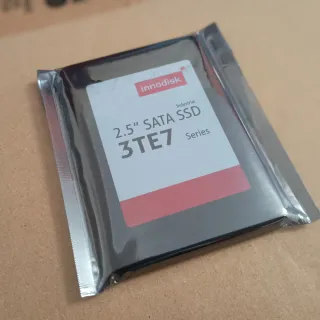 innodisk
Industrial
2.5" SATA SSD
3TE7 Series